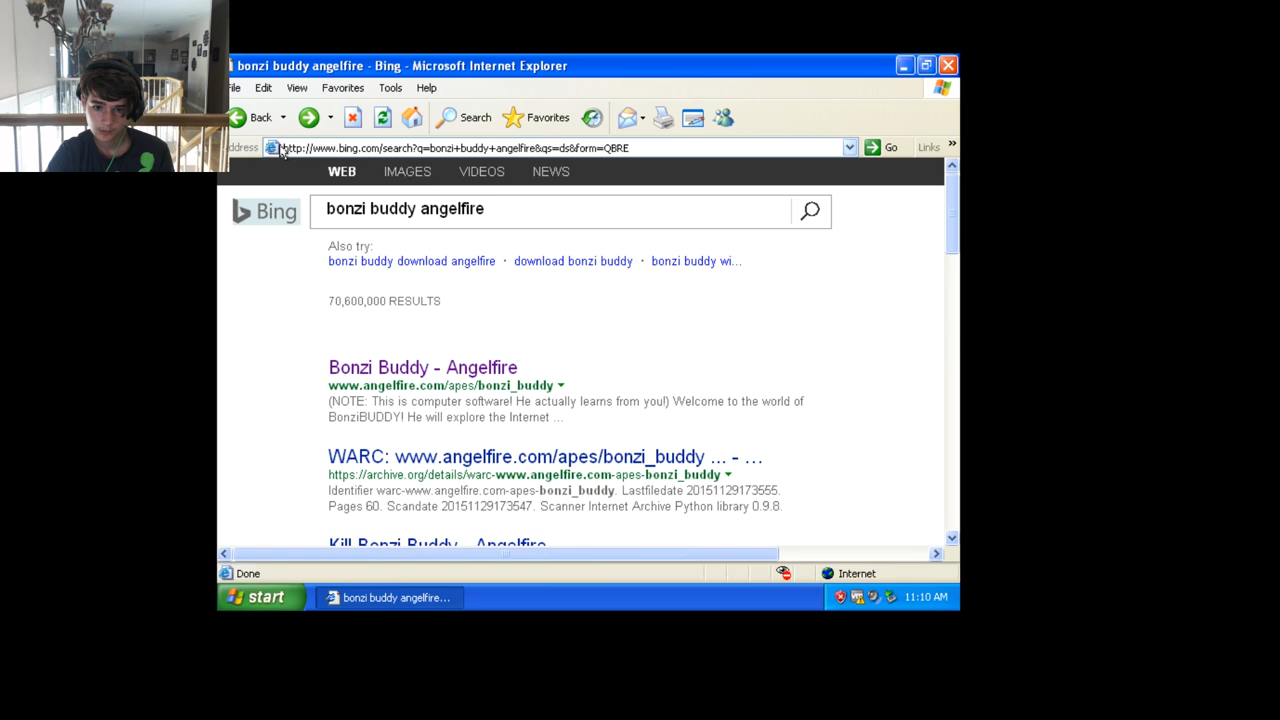 bonzi buddy angelfire - Bing - Microsoft Internet Explorer
File Edit View Favorites Tools Help
Back Search Favorites
Address http://www.bing.com/search?q=bonzi+buddy+angelfire&qs=ds&form=QBRE Go Links »
WEB IMAGES VIDEOS NEWS
Bing bonzi buddy angelfire
Also try:
bonzi buddy download angelfire · download bonzi buddy · bonzi buddy wi...
70,600,000 RESULTS
Bonzi Buddy - Angelfire
www.angelfire.com/apes/bonzi_buddy
(NOTE: This is computer software! He actually learns from you!) Welcome to the world of
BonziBUDDY! He will explore the Internet ...
WARC: www.angelfire.com/apes/bonzi_buddy ... - ...
https://archive.org/details/warc-www.angelfire.com-apes-bonzi_buddy
Identifier warc-www.angelfire.com-apes-bonzi_buddy. Lastfiledate 20151129173555.
Pages 60. Scandate 20151129173547. Scanner Internet Archive Python library 0.9.8.
Kill Bonzi Buddy - Angelfire
Done Internet
start bonzi buddy angelfire... 11:10 AM